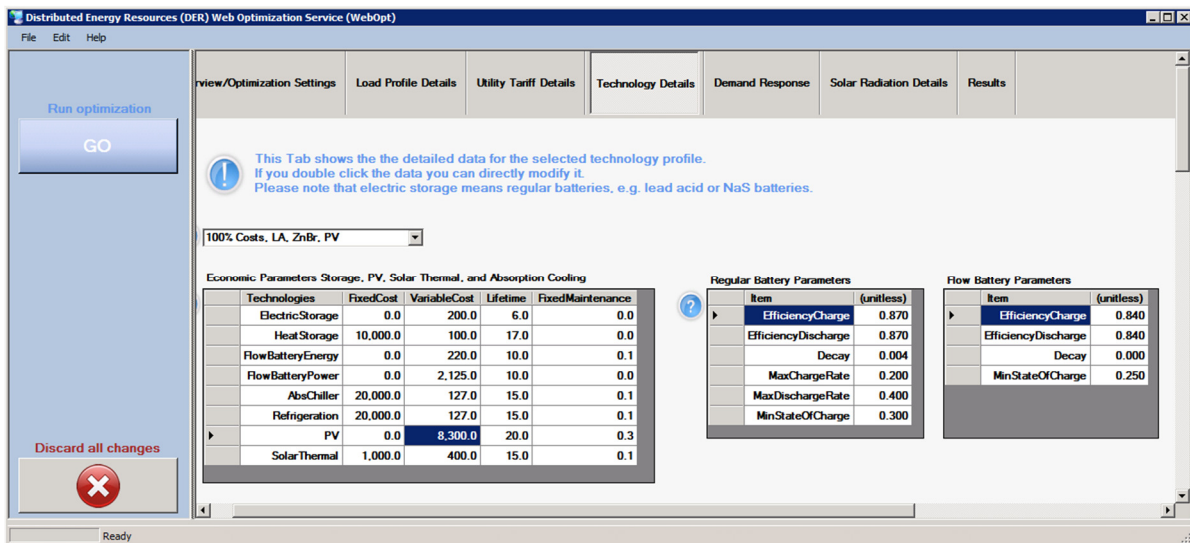 Distributed Energy Resources (DER) Web Optimization Service (WebOpt)
File Edit Help
Run optimization
GO
Discard all changes
rview/Optimization Settings Load Profile Details Utility Tariff Details Technology Details Demand Response Solar Radiation Details Results
This Tab shows the the detailed data for the selected technology profile.
If you double click the data you can directly modify it.
Please note that electric storage means regular batteries, e.g. lead acid or NaS batteries.
100% Costs, LA, ZnBr, PV
Economic Parameters Storage, PV, Solar Thermal, and Absorption Cooling
Technologies FixedCost VariableCost Lifetime FixedMaintenance
ElectricStorage 0.0 200.0 6.0 0.0
HeatStorage 10,000.0 100.0 17.0 0.0
FlowBatteryEnergy 0.0 220.0 10.0 0.1
FlowBatteryPower 0.0 2,125.0 10.0 0.0
AbsChiller 20,000.0 127.0 15.0 0.1
Refrigeration 20,000.0 127.0 15.0 0.1
PV 0.0 8,300.0 20.0 0.3
SolarThermal 1,000.0 400.0 15.0 0.1
Regular Battery Parameters
Item (unitless)
EfficiencyCharge 0.870
EfficiencyDischarge 0.870
Decay 0.004
MaxChargeRate 0.200
MaxDischargeRate 0.400
MinStateOfCharge 0.300
Flow Battery Parameters
Item (unitless)
EfficiencyCharge 0.840
EfficiencyDischarge 0.840
Decay 0.000
MinStateOfCharge 0.250
Ready